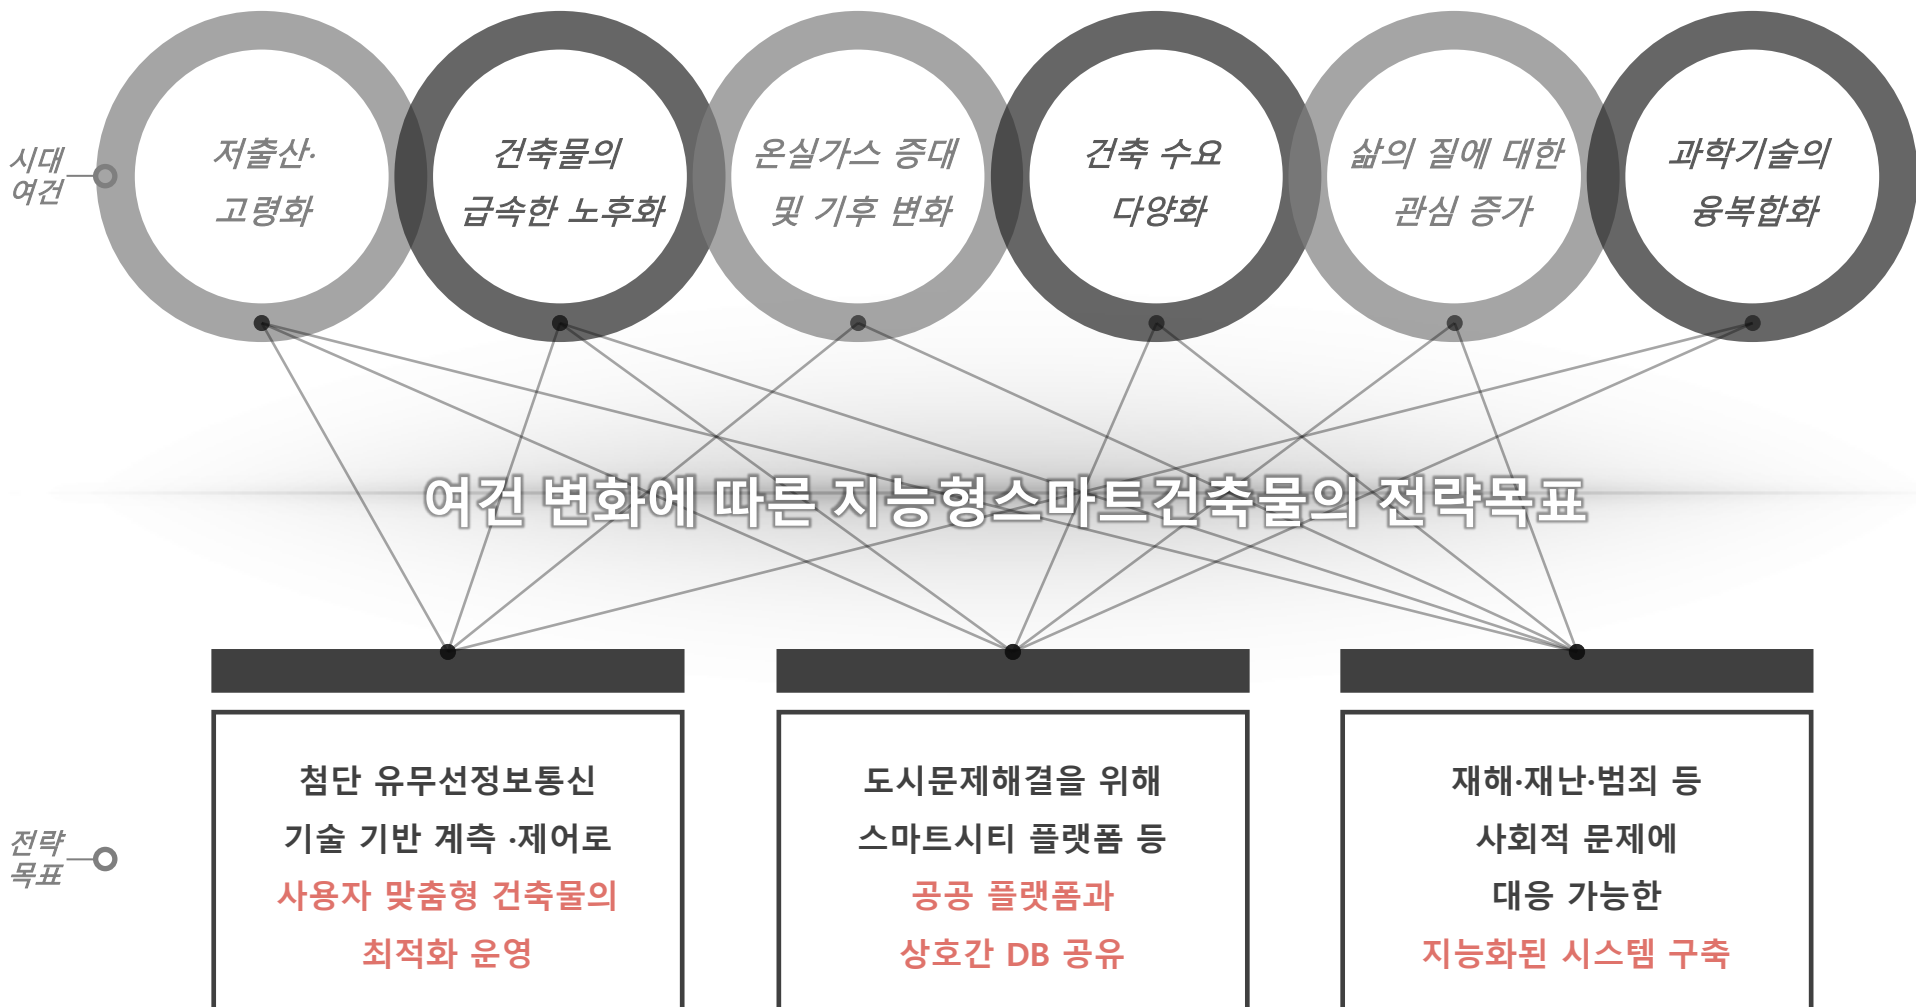 시대
여건
저출산·
고령화
건축물의
급속한 노후화
온실가스 증대
및 기후 변화
건축 수요
다양화
삶의 질에 대한
관심 증가
과학기술의
융복합화
여건 변화에 따른 지능형스마트건축물의 전략목표
전략
목표
첨단 유무선정보통신
기술 기반 계측 ·제어로
사용자 맞춤형 건축물의
최적화 운영
도시문제해결을 위해
스마트시티 플랫폼 등
공공 플랫폼과
상호간 DB 공유
재해·재난·범죄 등
사회적 문제에
대응 가능한
지능화된 시스템 구축